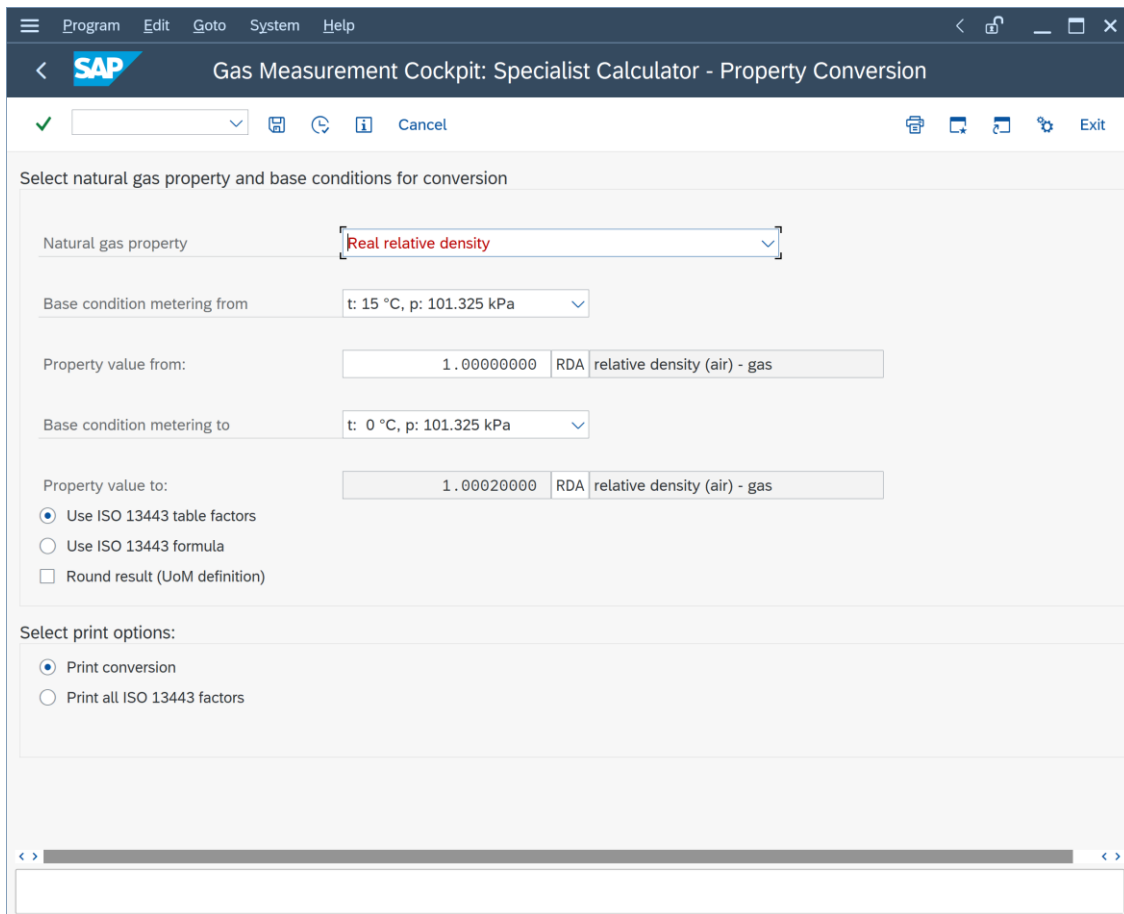 Program Edit Goto System Help
SAP Gas Measurement Cockpit: Specialist Calculator - Property Conversion
Cancel Exit
Select natural gas property and base conditions for conversion
Natural gas property Real relative density
Base condition metering from t: 15 °C, p: 101.325 kPa
Property value from: 1.00000000 RDA relative density (air) - gas
Base condition metering to t: 0 °C, p: 101.325 kPa
Property value to: 1.00020000 RDA relative density (air) - gas
Use ISO 13443 table factors
Use ISO 13443 formula
Round result (UoM definition)
Select print options:
Print conversion
Print all ISO 13443 factors